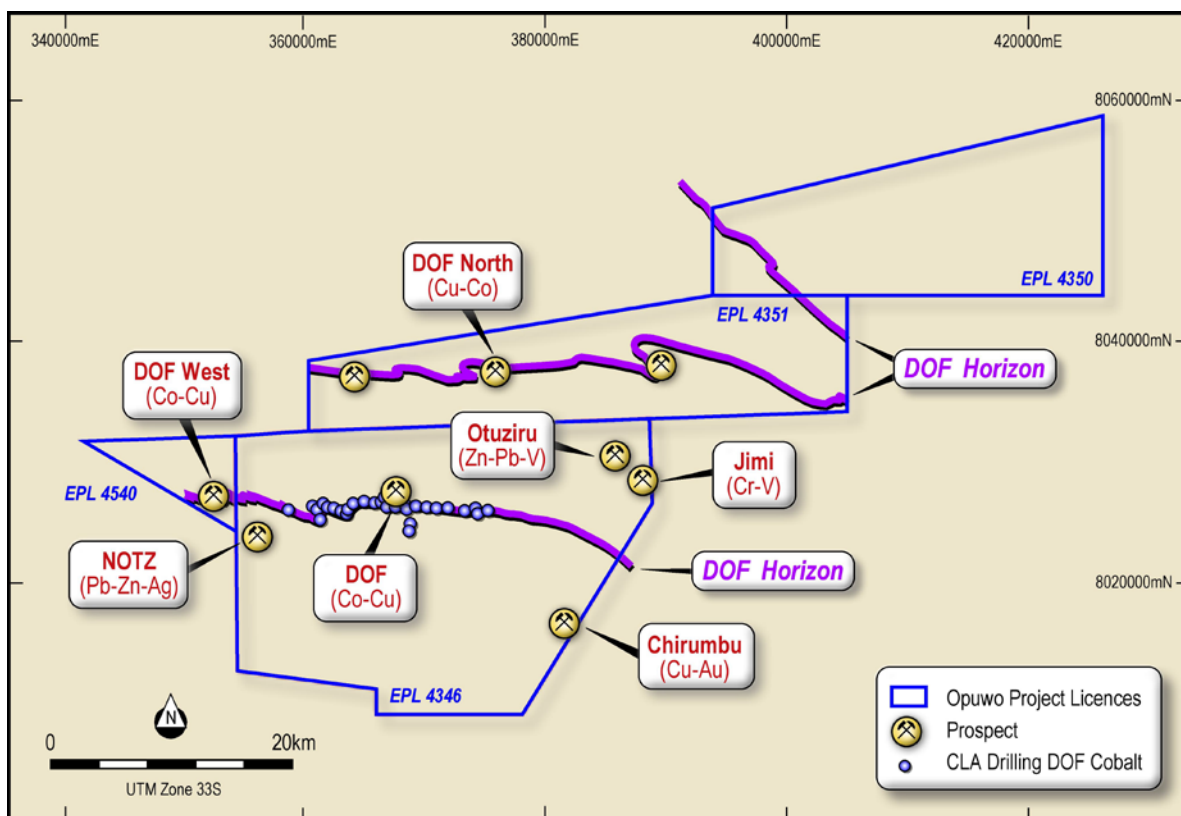 340000mE
360000mE
380000mE
400000mE
420000mE
8060000mN
DOF North
(Cu-Co)
EPL 4350
EPL 4351
8040000mN
DOF West
(Co-Cu)
DOF Horizon
Otuziru
(Zn-Pb-V)
Jimi
(Cr-V)
EPL 4540
NOTZ
(Pb-Zn-Ag)
DOF
(Co-Cu)
DOF Horizon
8020000mN
Chirumbu
(Cu-Au)
EPL 4346
N
0 20km
UTM Zone 33S
Opuwo Project Licences
Prospect
CLA Drilling DOF Cobalt